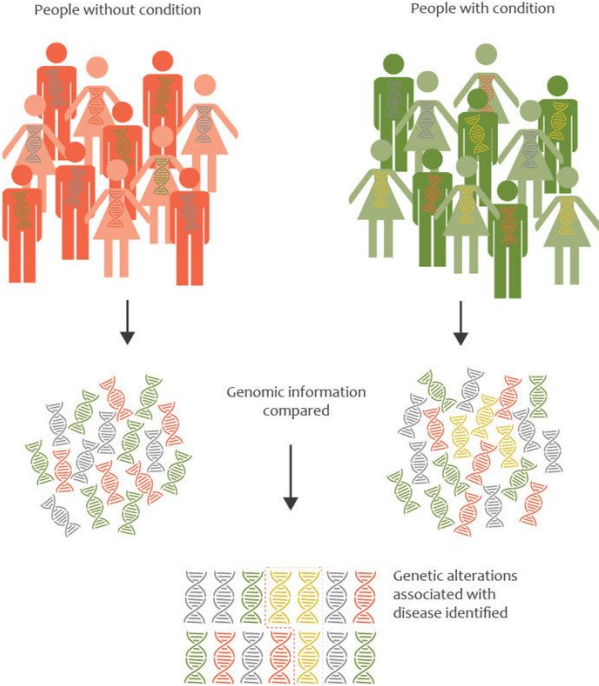 People without condition
People with condition
Genomic information
compared
Genetic alterations
associated with
disease identified